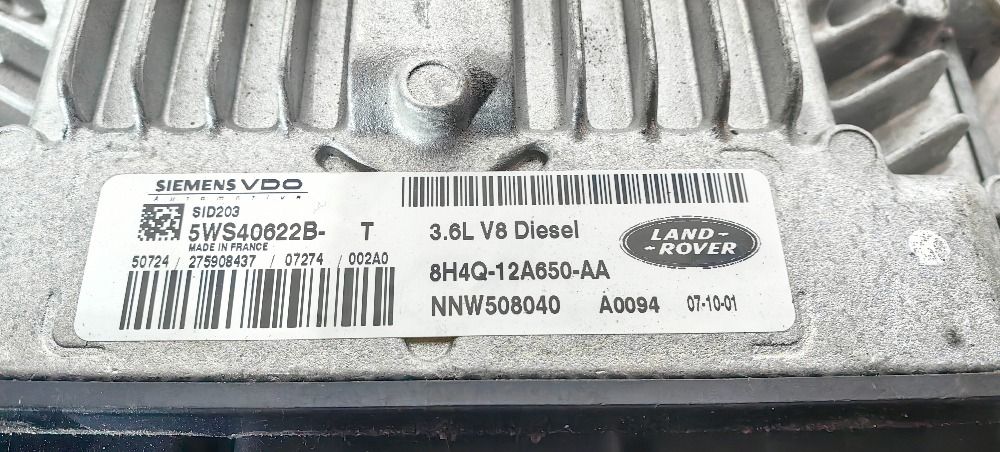 SIEMENS VDO
Automotive
SID203
5WS40622B- T
MADE IN FRANCE
50724 / 275908437 / 07274 / 002A0
3.6L V8 Diesel
LAND-
-ROVER
8H4Q-12A650-AA
NNW508040 A0094 07-10-01